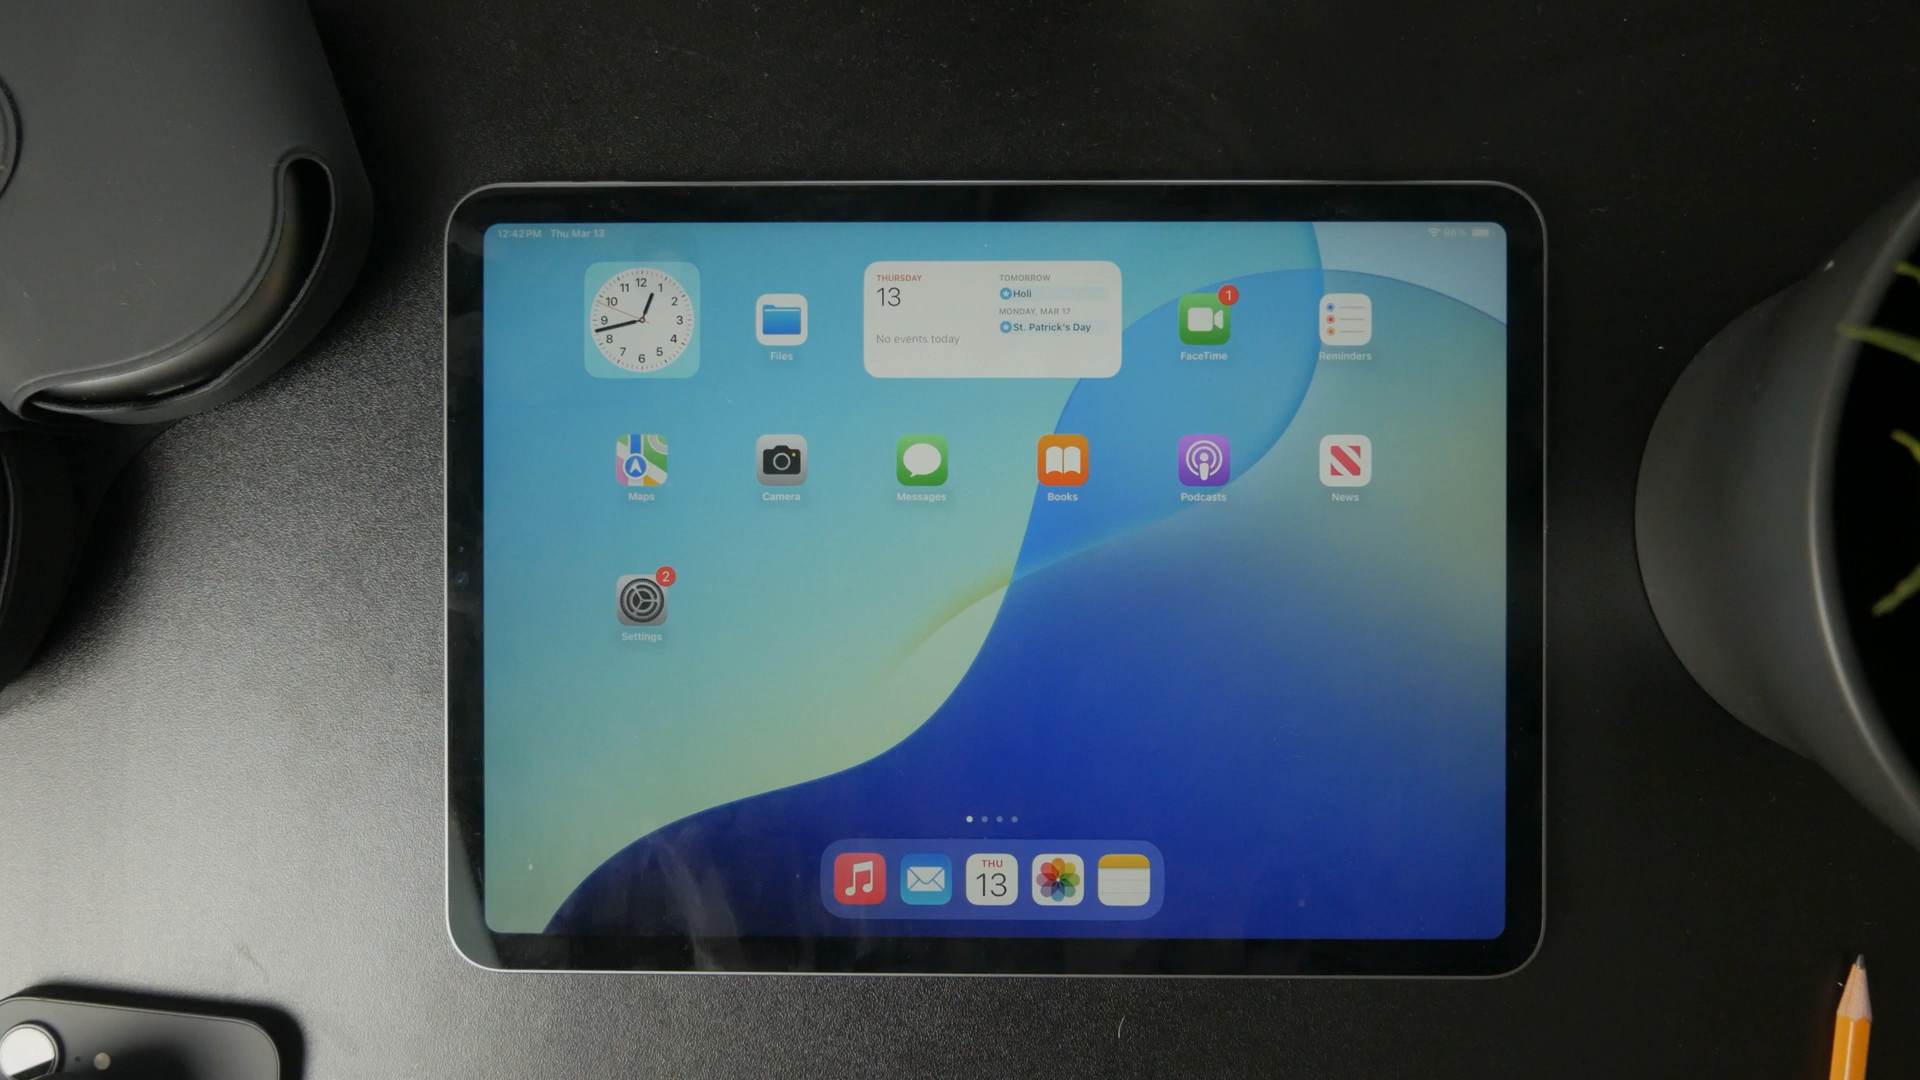 12:42 PM Thu Mar 13
96%
12
1
2
3
4
5
6
7
8
9
10
11
Files
THURSDAY
13
No events today
TOMORROW
Holi
MONDAY, MAR 17
St. Patrick's Day
1
FaceTime
Reminders
Maps
Camera
Messages
Books
Podcasts
News
2
Settings
THU
13